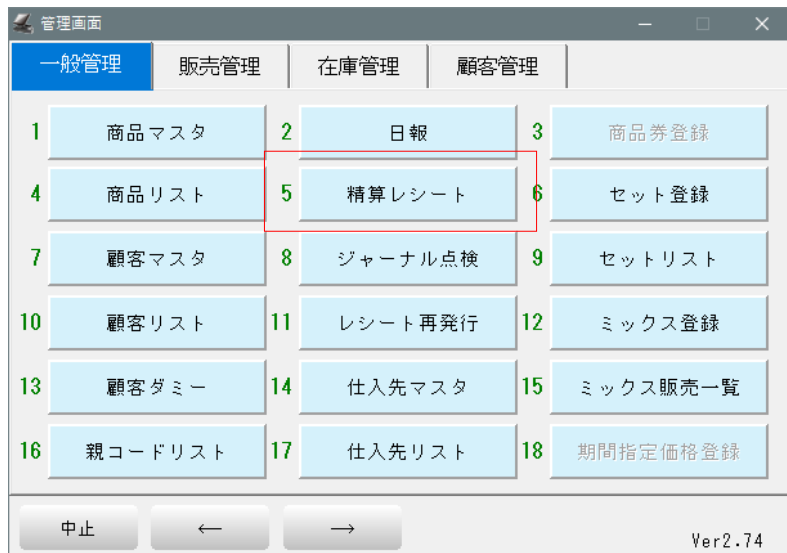 管理画面
一般管理 販売管理 在庫管理 顧客管理
1 商品マスタ 2 日報 3 商品券登録
4 商品リスト 5 精算レシート 6 セット登録
7 顧客マスタ 8 ジャーナル点検 9 セットリスト
10 顧客リスト 11 レシート再発行 12 ミックス登録
13 顧客ダミー 14 仕入先マスタ 15 ミックス販売一覧
16 親コードリスト 17 仕入先リスト 18 期間指定価格登録
中止 ← → Ver2.74